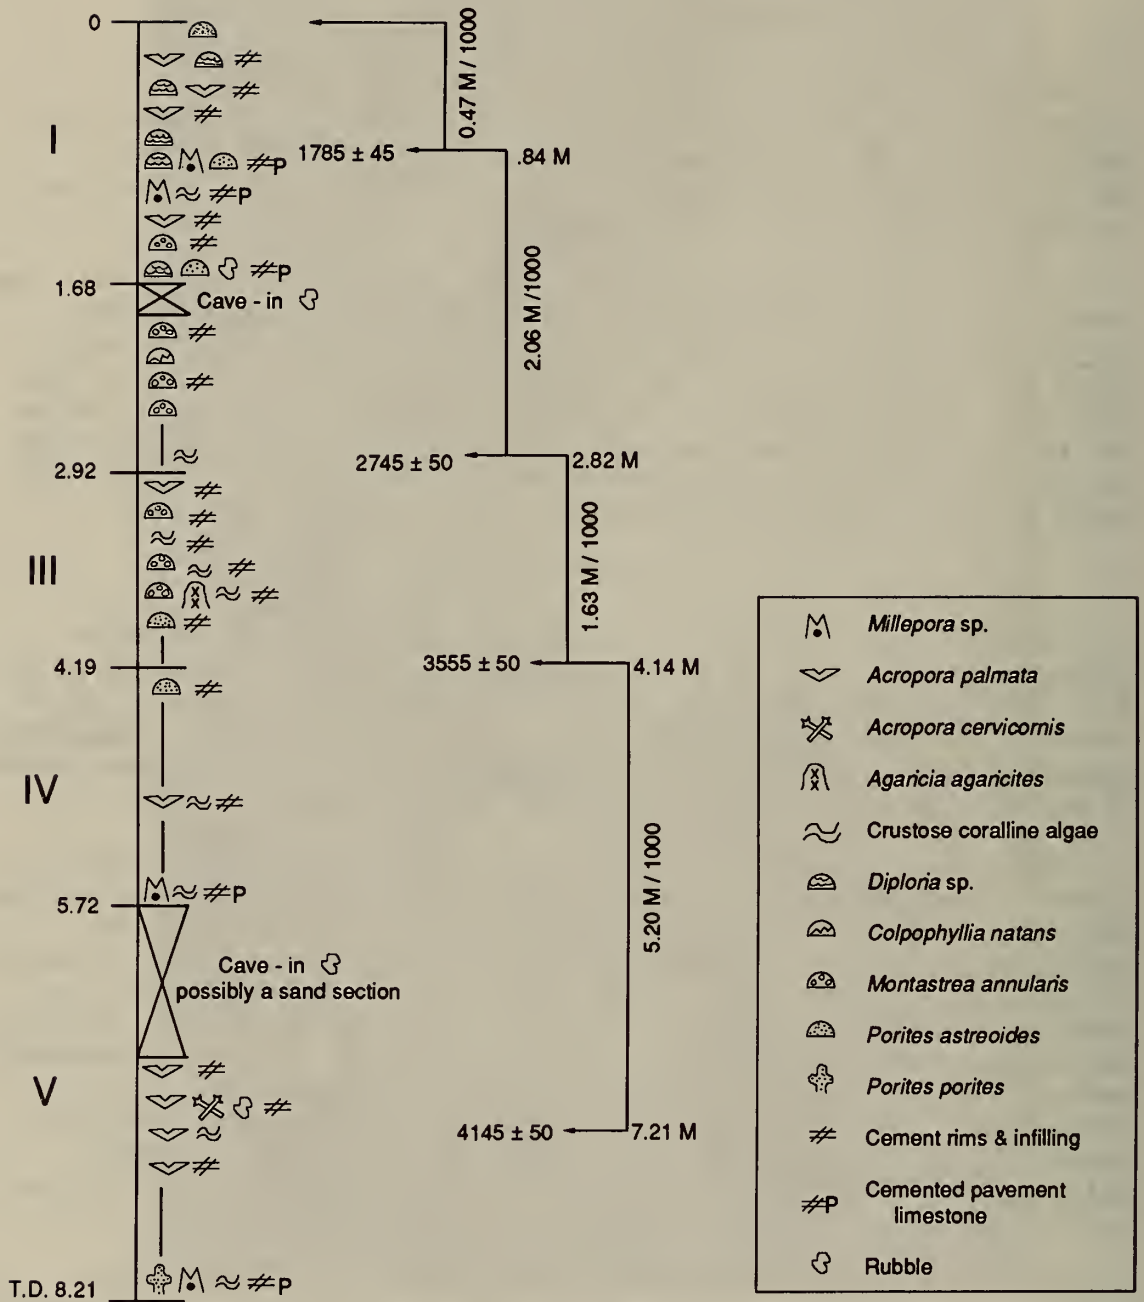 0
0.47 M / 1000
I
1785 ± 45
.84 M
P
P
P
1.68
Cave - in
2.06 M /1000
2745 ± 50
2.82 M
2.92
III
1.63 M / 1000
3555 ± 50
4.14 M
4.19
IV
5.20 M / 1000
P
5.72
Cave - in
possibly a sand section
V
4145 ± 50
7.21 M
T.D. 8.21
P
Millepora sp.
Acropora palmata
Acropora cervicornis
Agaricia agaricites
Crustose coralline algae
Diploria sp.
Colpophyllia natans
Montastrea annularis
Porites astreoides
Porites porites
Cement rims & infilling
P Cemented pavement
limestone
Rubble